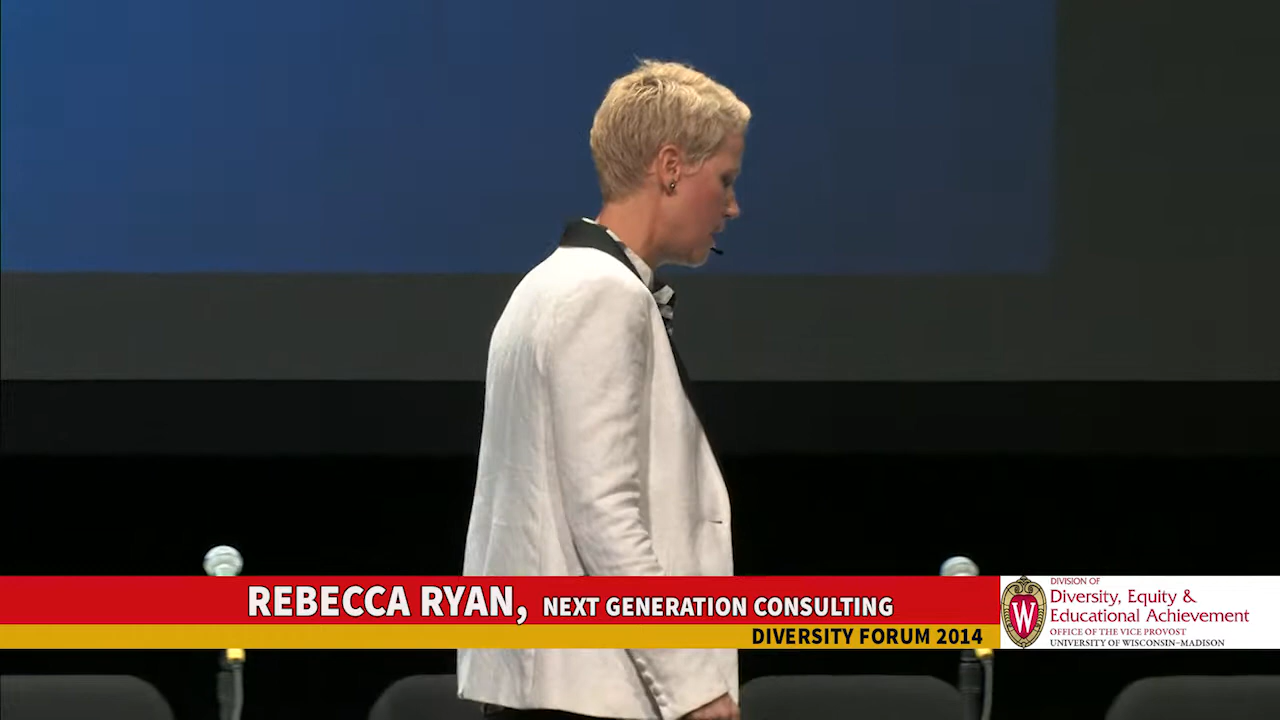 REBECCA RYAN, NEXT GENERATION CONSULTING
DIVERSITY FORUM 2014
W
DIVISION OF
Diversity, Equity &
Educational Achievement
OFFICE OF THE VICE PROVOST
UNIVERSITY OF WISCONSIN–MADISON